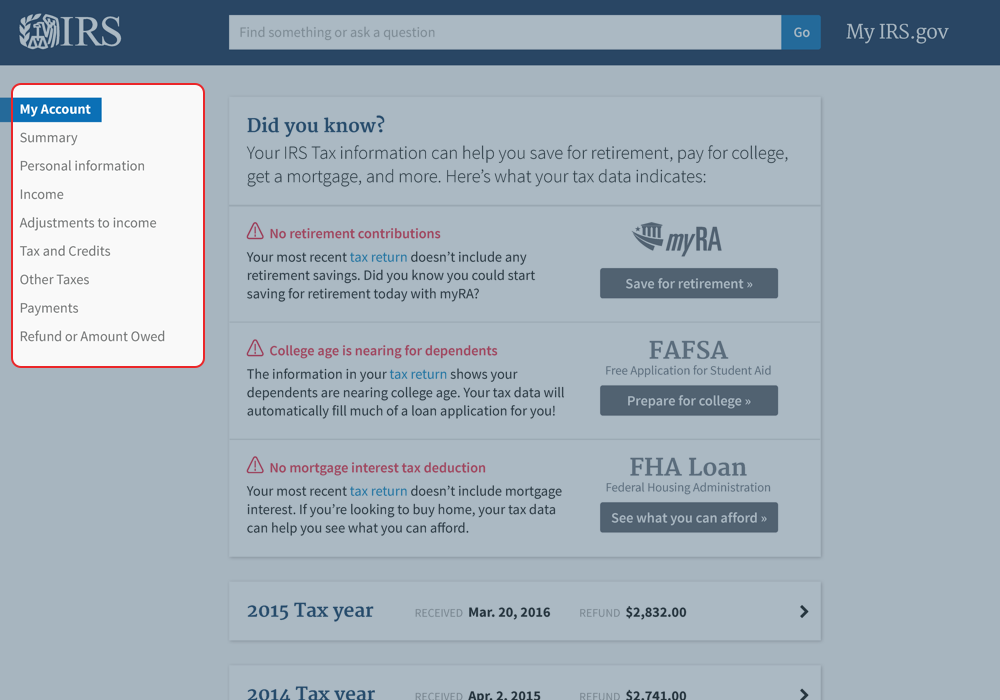 IRS
Find something or ask a question
Go
My IRS.gov
My Account
Summary
Personal information
Income
Adjustments to income
Tax and Credits
Other Taxes
Payments
Refund or Amount Owed
Did you know?
Your IRS Tax information can help you save for retirement, pay for college,
get a mortgage, and more. Here’s what your tax data indicates:
No retirement contributions
Your most recent tax return doesn’t include any
retirement savings. Did you know you could start
saving for retirement today with myRA?
myRA
Save for retirement »
College age is nearing for dependents
The information in your tax return shows your
dependents are nearing college age. Your tax data will
automatically fill much of a loan application for you!
FAFSA
Free Application for Student Aid
Prepare for college »
No mortgage interest tax deduction
Your most recent tax return doesn’t include mortgage
interest. If you’re looking to buy home, your tax data
can help you see what you can afford.
FHA Loan
Federal Housing Administration
See what you can afford »
2015 Tax year RECEIVED Mar. 20, 2016 REFUND $2,832.00
2014 Tax year RECEIVED Apr. 2, 2015 REFUND $2,741.00